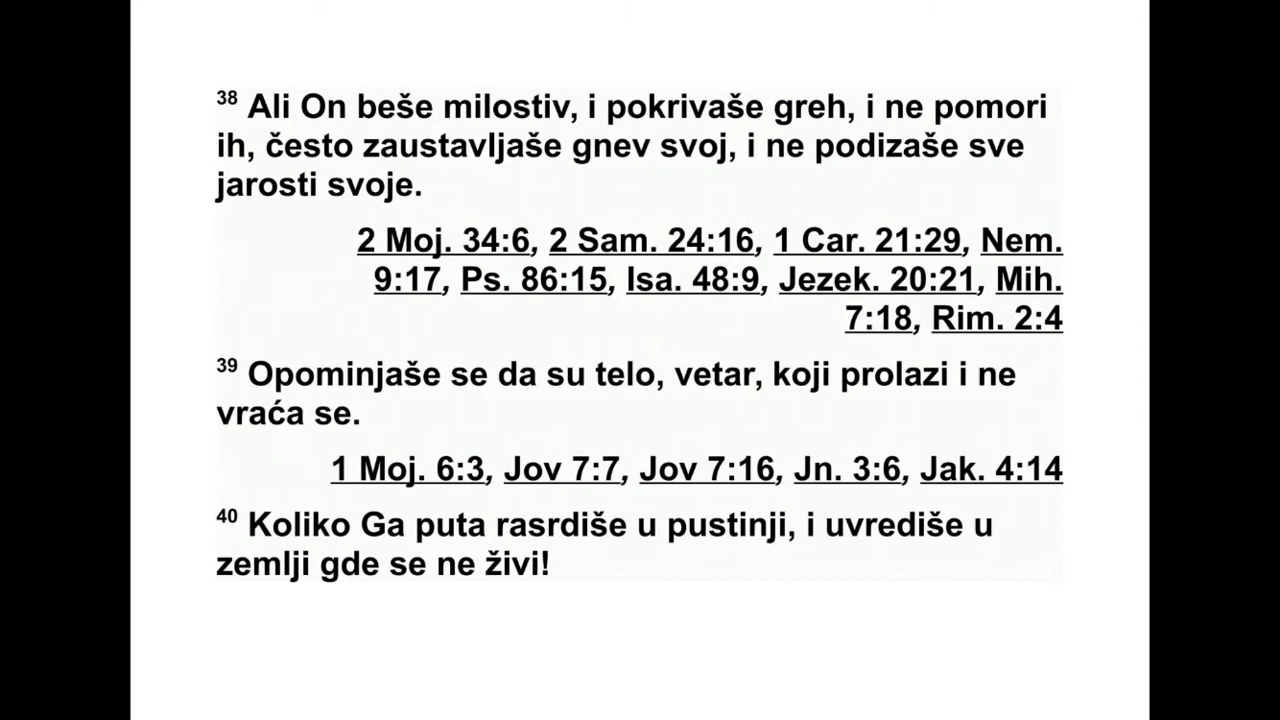 38 Ali On beše milostiv, i pokrivaše greh, i ne pomori
ih, često zaustavljaše gnev svoj, i ne podizaše sve
jarosti svoje.
2 Moj. 34:6, 2 Sam. 24:16, 1 Car. 21:29, Nem.
9:17, Ps. 86:15, Isa. 48:9, Jezek. 20:21, Mih.
7:18, Rim. 2:4
39 Opominjaše se da su telo, vetar, koji prolazi i ne
vraća se.
1 Moj. 6:3, Jov 7:7, Jov 7:16, Jn. 3:6, Jak. 4:14
40 Koliko Ga puta rasrdiše u pustinji, i uvrediše u
zemlji gde se ne živi!